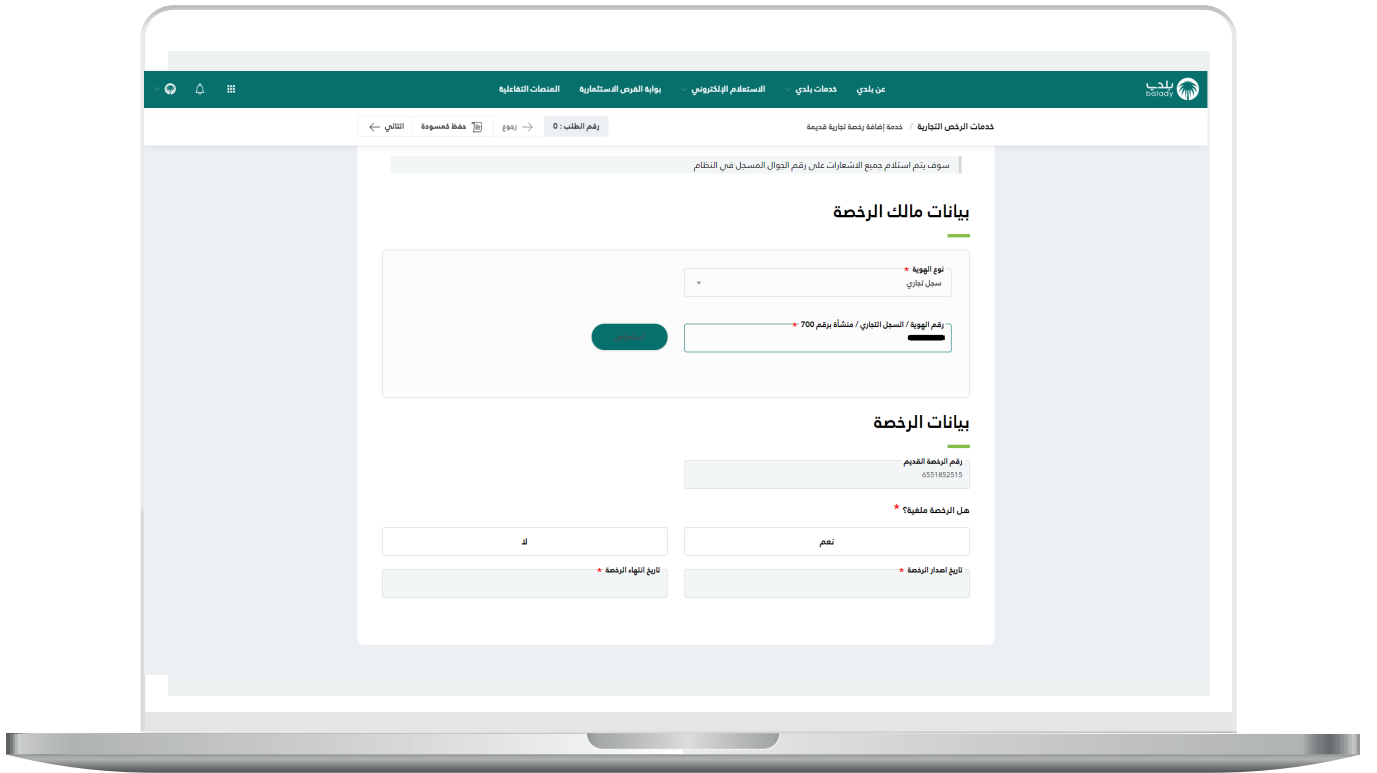 بلدي
balady
عن بلدي
خدمات بلدي
الاستعلام الإلكتروني
بوابة الفرص الاستثمارية
المنصات التفاعلية
خدمات الرخص التجارية / خدمة إضافة رخصة تجارية قديمة
رقم الطلب : 0
رجوع
حفظ كمسودة
التالي
سوف يتم استلام جميع الاشعارات على رقم الجوال المسجل في النظام
بيانات مالك الرخصة
نوع الهوية *
سجل تجاري
رقم الهوية / السجل التجاري / منشأة برقم 700 *
بيانات الرخصة
رقم الرخصة القديم
6551852515
هل الرخصة ملغية؟ *
نعم
لا
تاريخ اصدار الرخصة *
تاريخ انتهاء الرخصة *